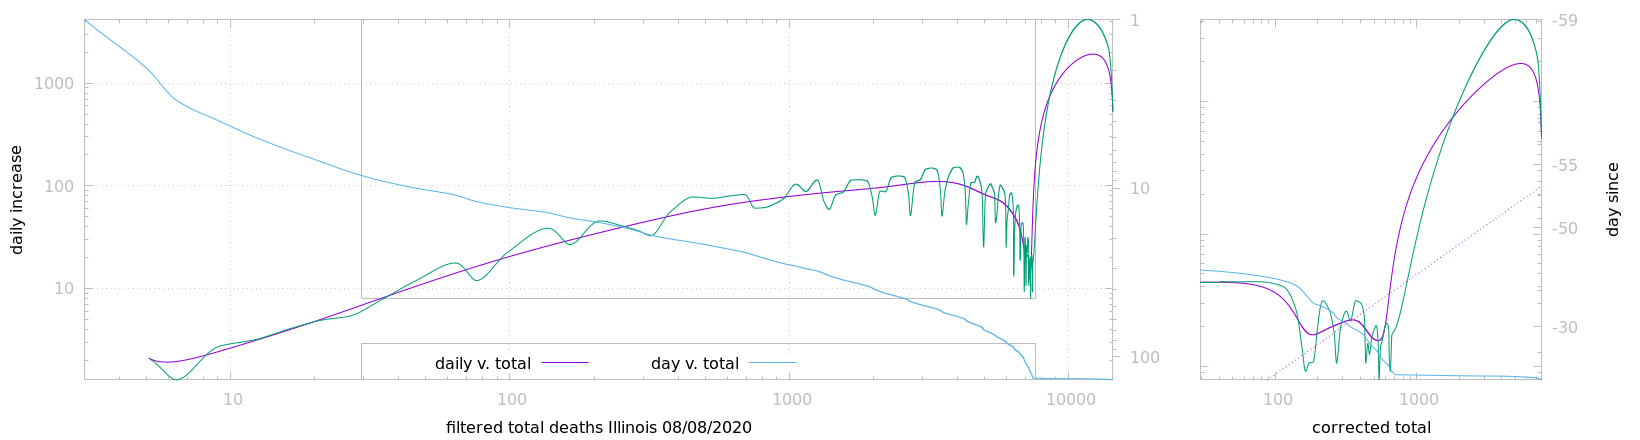 1
-59
1000
-55
100
10
daily increase
-50
day since
10
-30
daily v. total
day v. total
100
10
100
1000
10000
100
1000
filtered total deaths Illinois 08/08/2020
corrected total